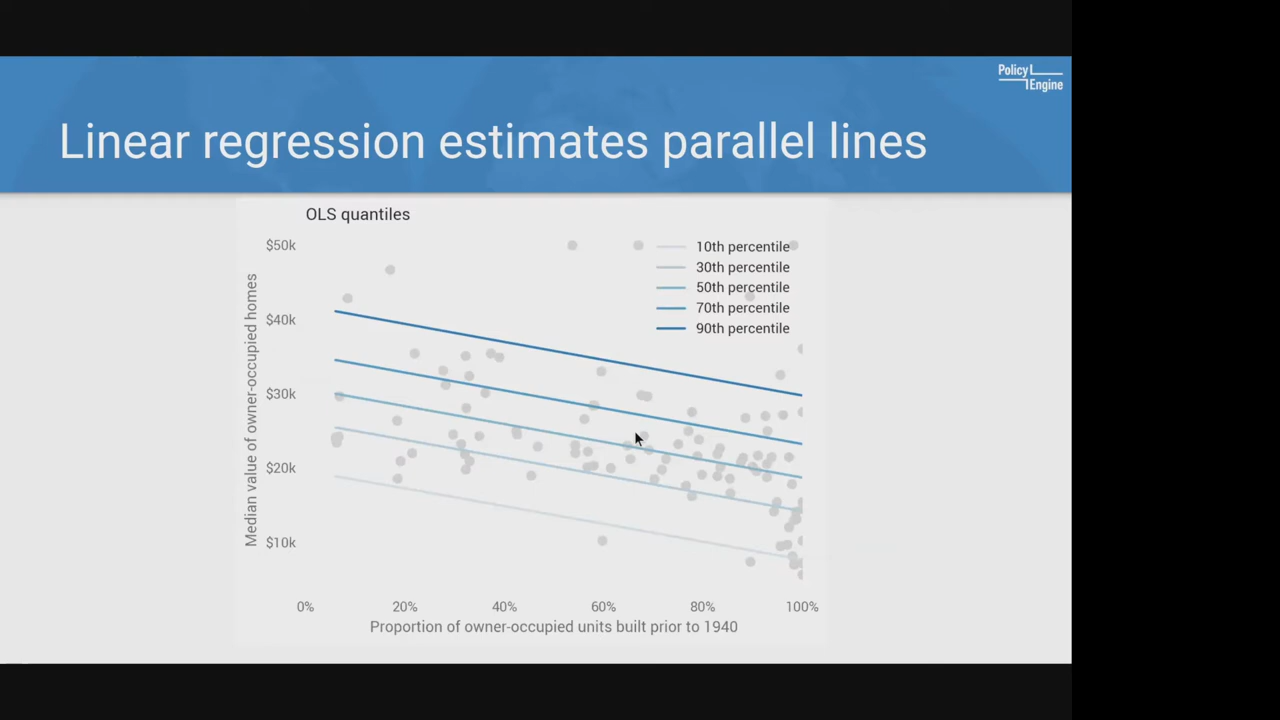 Policy
Engine
Linear regression estimates parallel lines
OLS quantiles
$50k
$40k
$30k
$20k
$10k
Median value of owner-occupied homes
10th percentile
30th percentile
50th percentile
70th percentile
90th percentile
0% 20% 40% 60% 80% 100%
Proportion of owner-occupied units built prior to 1940